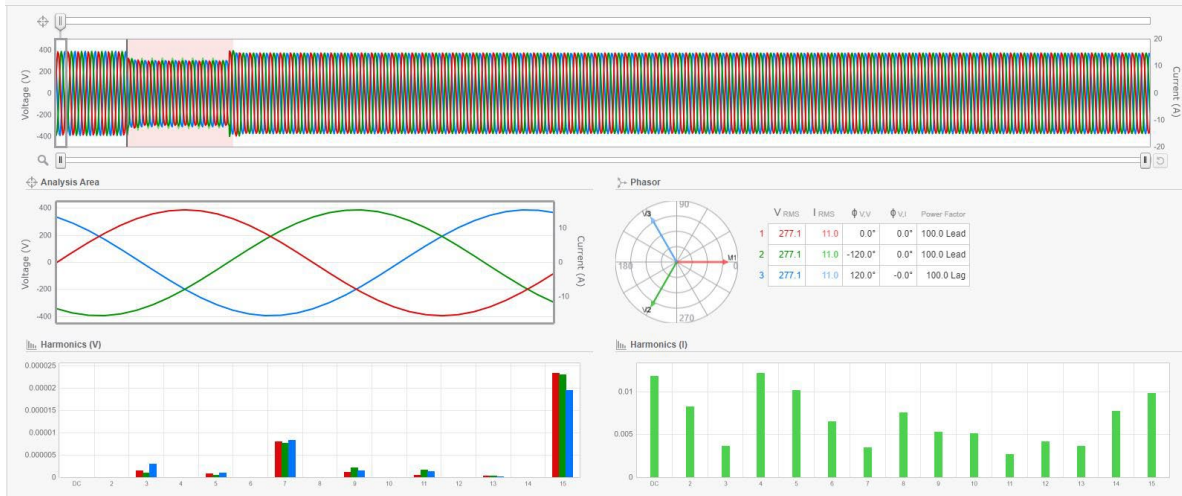 400
200
0
-200
-400
Voltage (V)
20
10
0
-10
-20
Current (A)
Analysis Area
400
200
0
-200
-400
Voltage (V)
10
0
-10
Current (A)
Phasor
90
180
0
270
V3
M1
V2
V RMS I RMS ϕ V,V ϕ V,I Power Factor
1 277.1 11.0 0.0° 0.0° 100.0 Lead
2 277.1 11.0 -120.0° 0.0° 100.0 Lead
3 277.1 11.0 120.0° -0.0° 100.0 Lag
Harmonics (V)
0.000025
0.00002
0.000015
0.00001
0.000005
0
DC 2 3 4 5 6 7 8 9 10 11 12 13 14 15
Harmonics (I)
0.01
0.005
0
DC 2 3 4 5 6 7 8 9 10 11 12 13 14 15